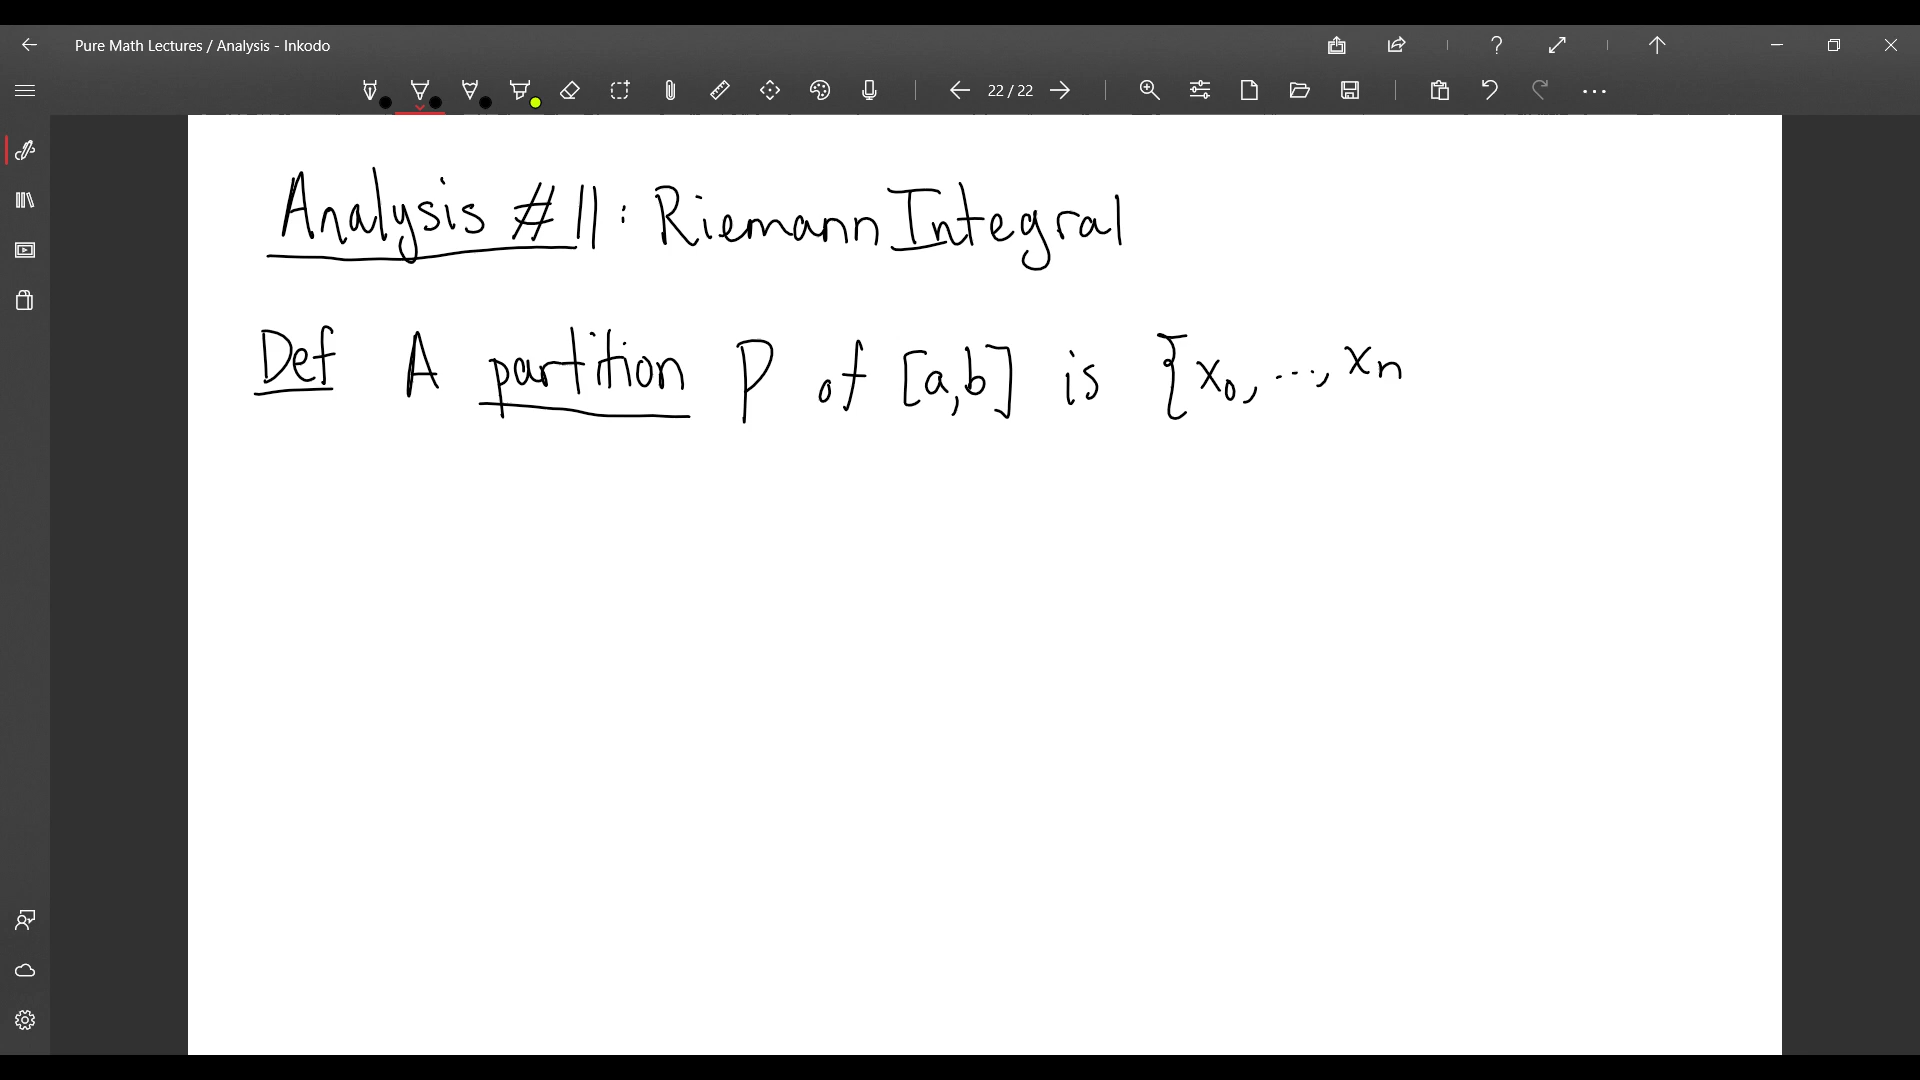 Pure Math Lectures / Analysis - Inkodo
22 / 22
Analysis #11: Riemann Integral
Def A partition P of [a,b] is {x₀, ..., xₙ